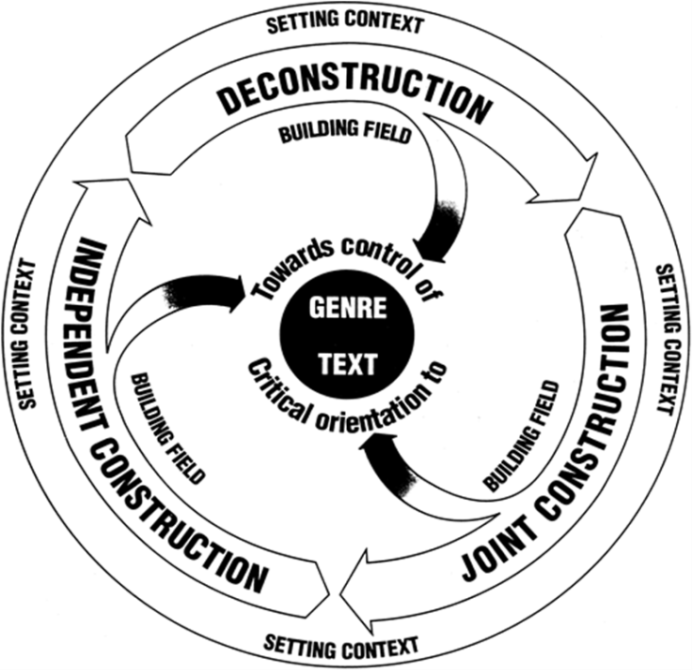 SETTING CONTEXT
DECONSTRUCTION
BUILDING FIELD
Towards control of
GENRE
TEXT
Critical orientation to
SETTING CONTEXT
JOINT CONSTRUCTION
BUILDING FIELD
SETTING CONTEXT
INDEPENDENT CONSTRUCTION
BUILDING FIELD
SETTING CONTEXT